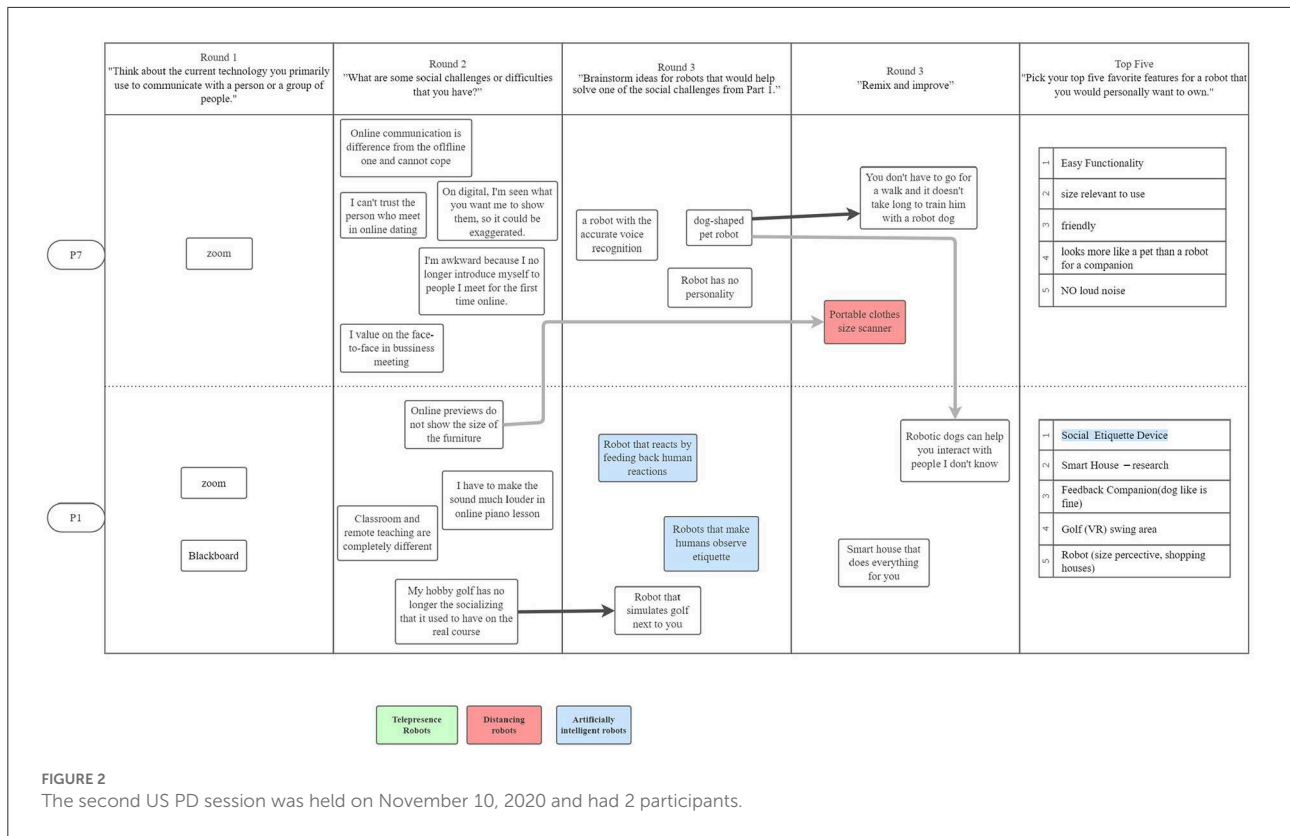 Round 1
"Think about the current technology you primarily
use to communicate with a person or a group of
people."
Round 2
"What are some social challenges or difficulties
that you have?"
Round 3
"Brainstorm ideas for robots that would help
solve one of the social challenges from Part 1."
Round 3
"Remix and improve"
Top Five
"Pick your top five favorite features for a robot that
you would personally want to own."
P7
zoom
Online communication is
difference from the oflfline
one and cannot cope
I can't trust the
person who meet
in online dating
On digital, I'm seen what
you want me to show
them, so it could be
exaggerated.
I'm awkward because I no
longer introduce myself to
people I meet for the first
time online.
I value on the face-
to-face in bussiness
meeting
a robot with the
accurate voice
recognition
dog-shaped
pet robot
Robot has no
personality
You don't have to go for
a walk and it doesn't
take long to train him
with a robot dog
Portable clothes
size scanner
1 Easy Functionality
2 size relevant to use
3 friendly
4 looks more like a pet than a robot
for a companion
5 NO loud noise
P1
zoom
Blackboard
Online previews do
not show the size of
the furniture
I have to make the
sound much louder in
online piano lesson
Classroom and
remote teaching are
completely different
My hobby golf has no
longer the socializing
that it used to have on the
real course
Robot that reacts by
feeding back human
reactions
Robots that make
humans observe
etiquette
Robot that
simulates golf
next to you
Robotic dogs can help
you interact with
people I don't know
Smart house that
does everything
for you
1 Social Etiquette Device
2 Smart House – research
3 Feedback Companion(dog like is
fine)
4 Golf (VR) swing area
5 Robot (size percective, shopping
houses)
Telepresence
Robots
Distancing
robots
Artificially
intelligent robots
FIGURE 2
The second US PD session was held on November 10, 2020 and had 2 participants.